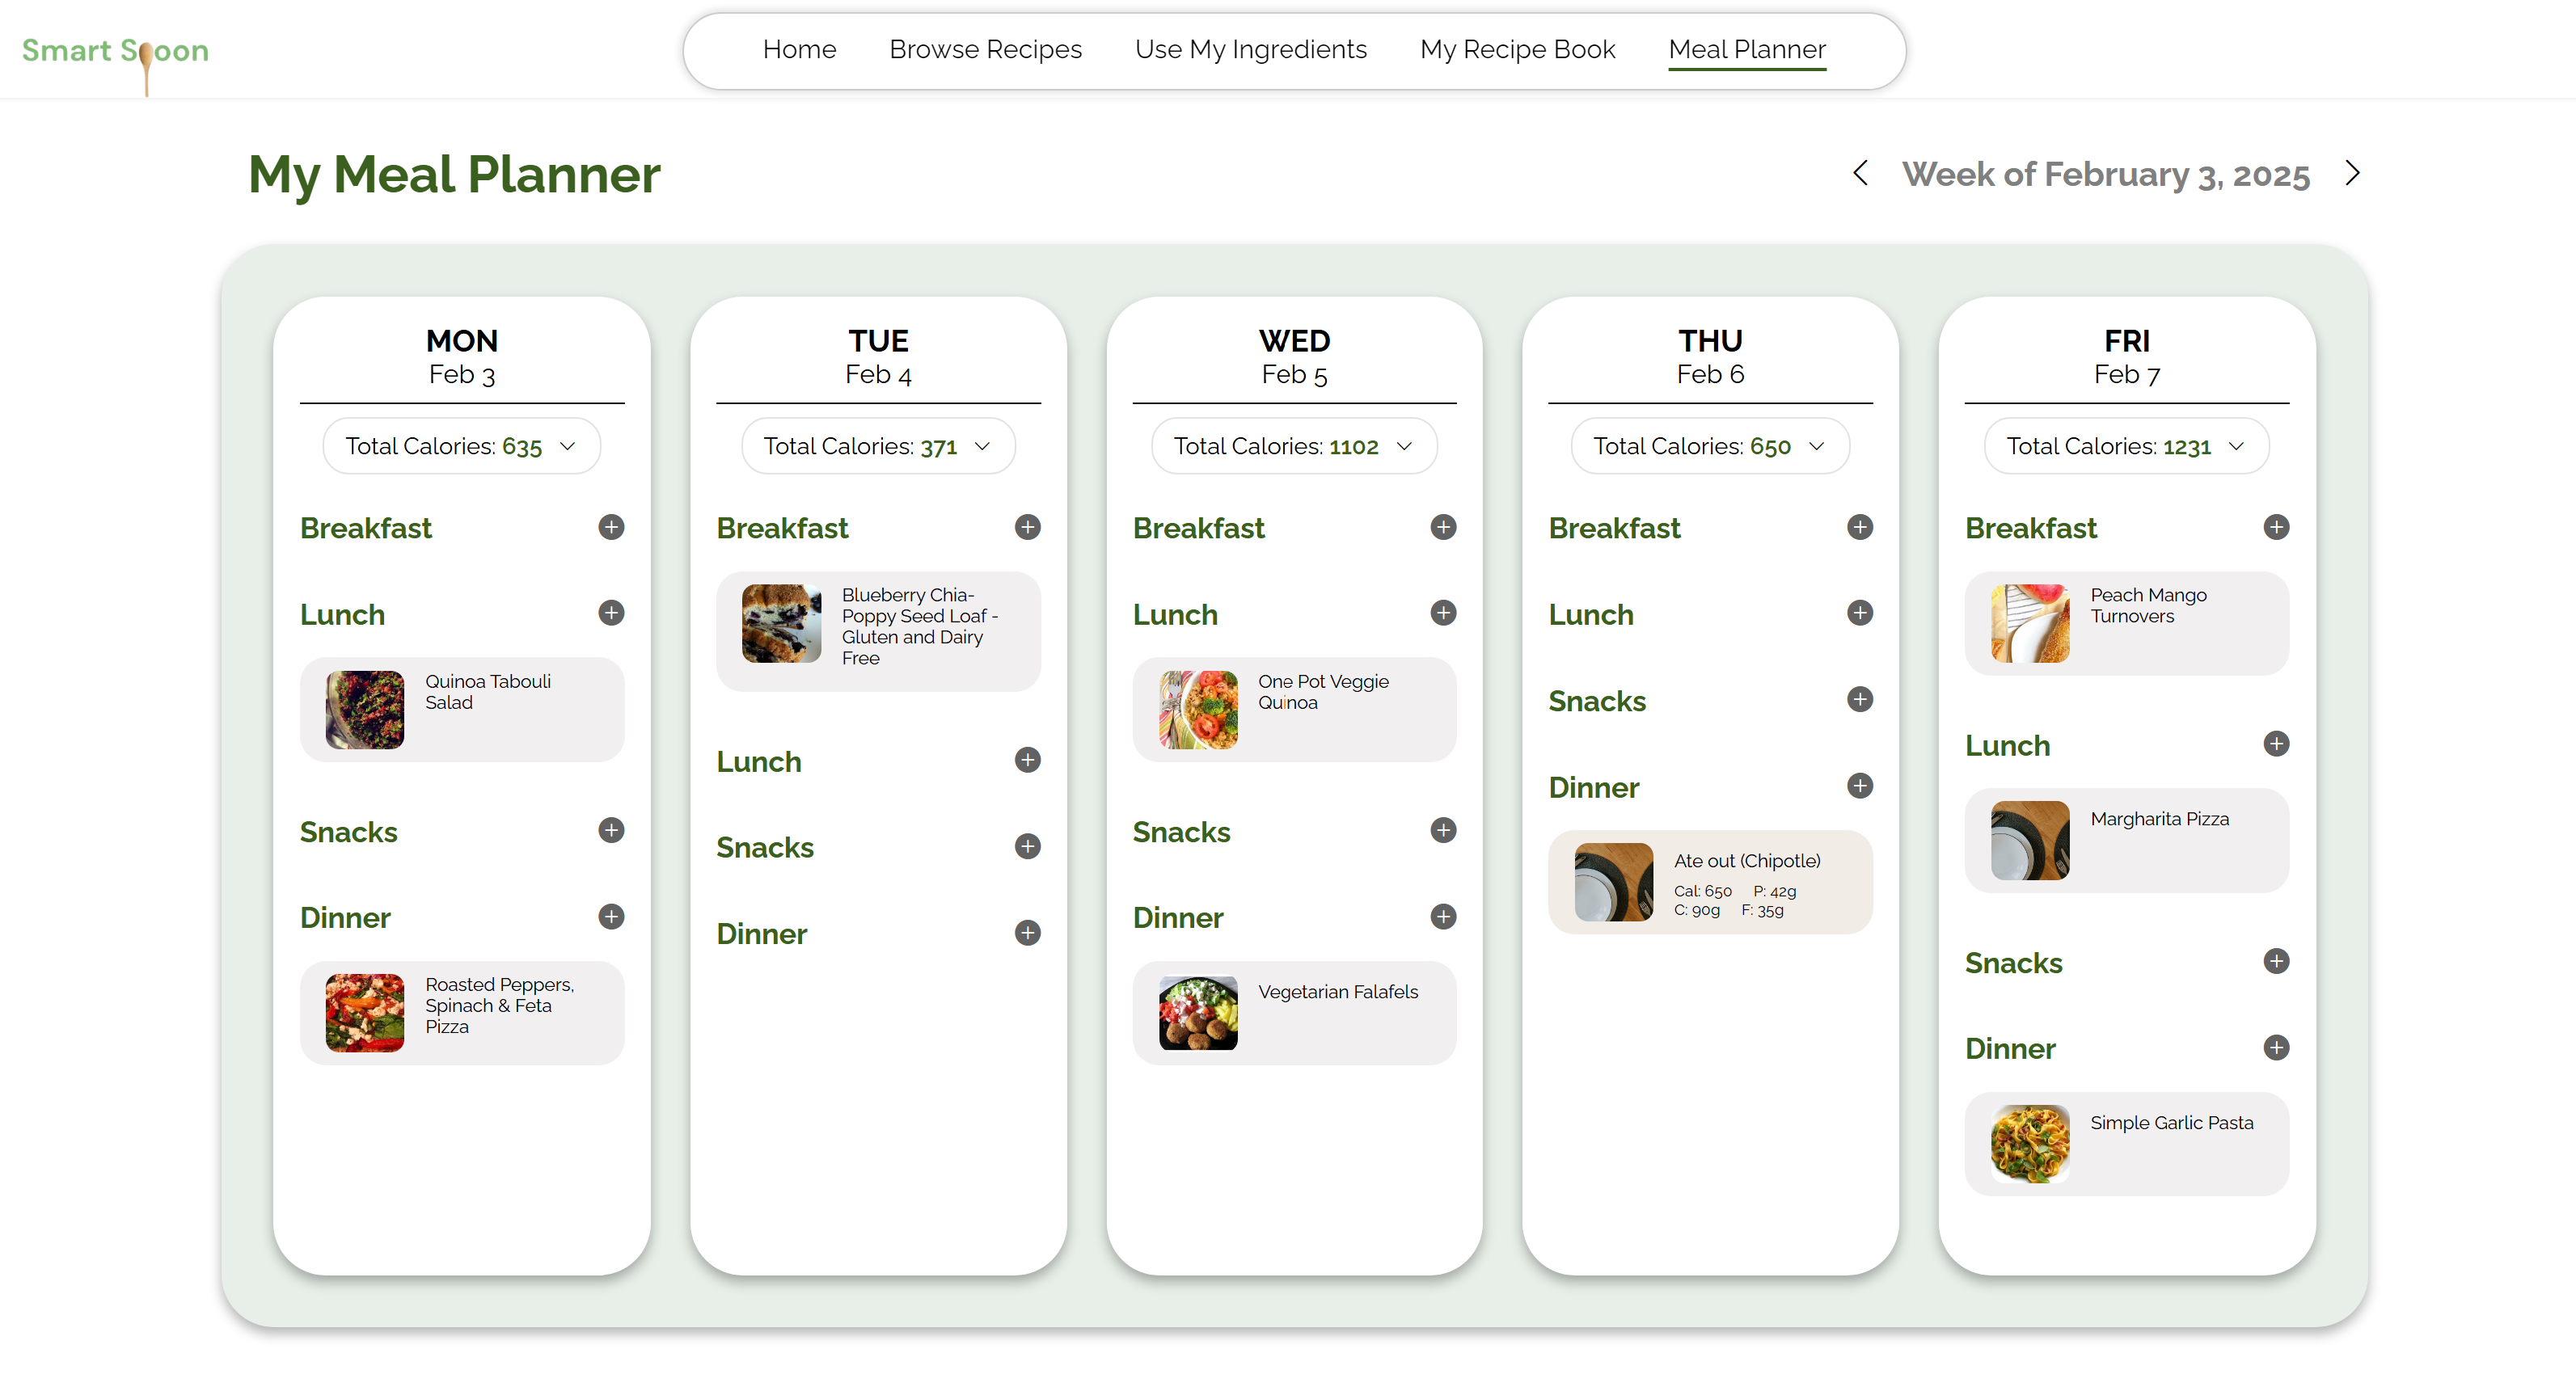 Smart Spoon
Home
Browse Recipes
Use My Ingredients
My Recipe Book
Meal Planner
My Meal Planner
Week of February 3, 2025
MON
Feb 3
Total Calories: 635
Breakfast
Lunch
Quinoa Tabouli
Salad
Snacks
Dinner
Roasted Peppers,
Spinach & Feta
Pizza
TUE
Feb 4
Total Calories: 371
Breakfast
Blueberry Chia-
Poppy Seed Loaf -
Gluten and Dairy
Free
Lunch
Snacks
Dinner
WED
Feb 5
Total Calories: 1102
Breakfast
Lunch
One Pot Veggie
Quinoa
Snacks
Dinner
Vegetarian Falafels
THU
Feb 6
Total Calories: 650
Breakfast
Lunch
Snacks
Dinner
Ate out (Chipotle)
Cal: 650 P: 42g
C: 90g F: 35g
FRI
Feb 7
Total Calories: 1231
Breakfast
Peach Mango
Turnovers
Lunch
Margharita Pizza
Snacks
Dinner
Simple Garlic Pasta